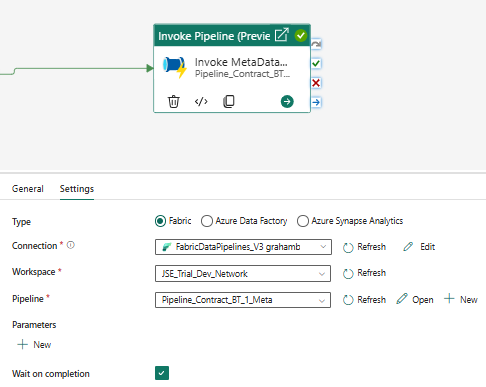 Invoke Pipeline (Previe
Invoke MetaData...
Pipeline_Contract_BT_...
General Settings
Type Fabric Azure Data Factory Azure Synapse Analytics
Connection * FabricDataPipelines_V3 grahamb Refresh Edit
Workspace * JSE_Trial_Dev_Network Refresh
Pipeline * Pipeline_Contract_BT_1_Meta Refresh Open New
Parameters
New
Wait on completion